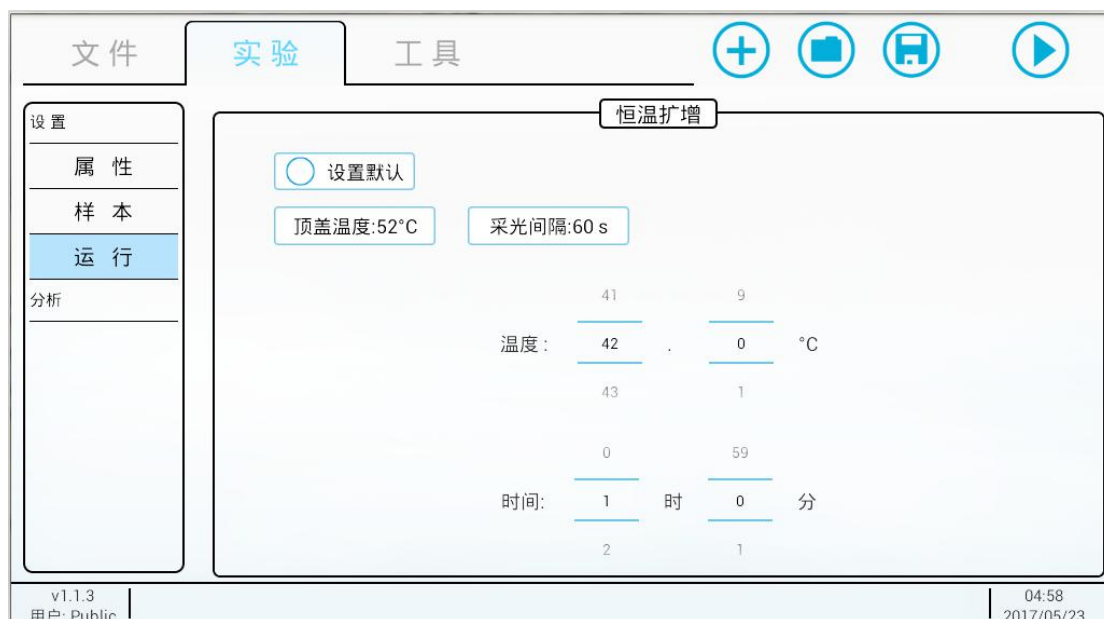 文件 实验 工具
设置
属性
样本
运行
分析
恒温扩增
设置默认
顶盖温度:52°C 采光间隔:60 s
41 9
温度: 42 . 0 °C
43 1
0 59
时间: 1 时 0 分
2 1
v1.1.3
用户: Public
04:58
2017/05/23